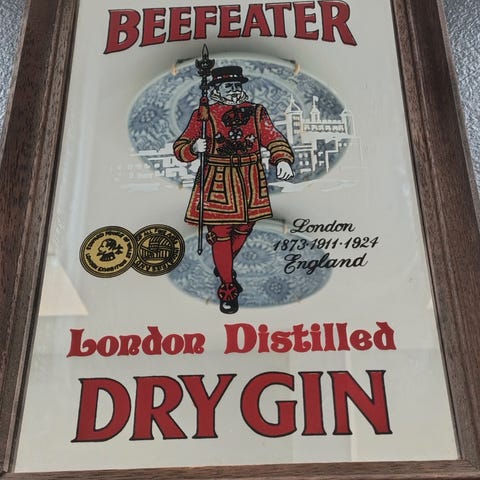 BEEFEATER
London
1873·1911·1924
England
London Distilled
DRY GIN